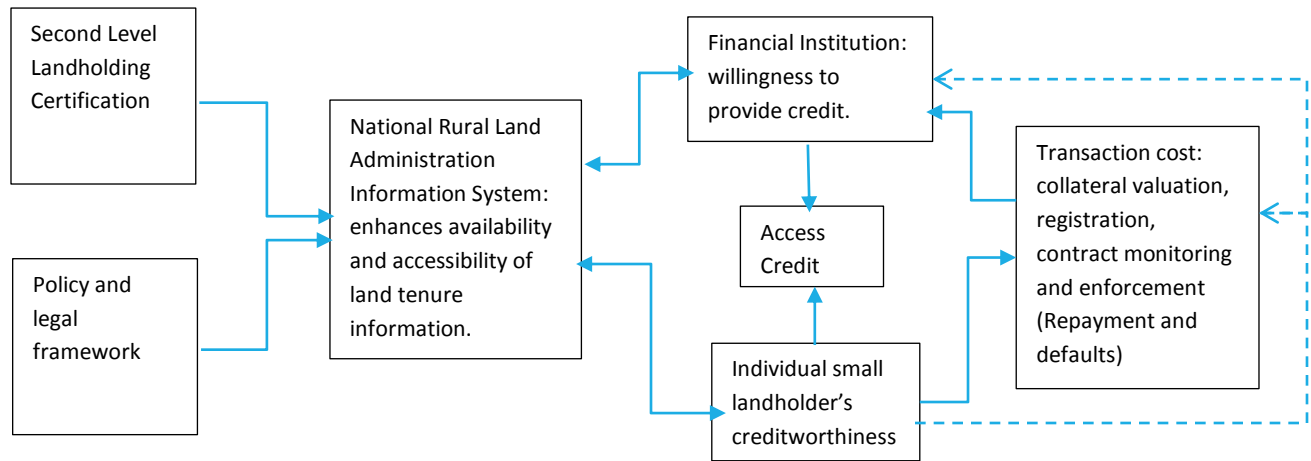 Second Level
Landholding
Certification
Policy and
legal
framework
National Rural Land
Administration
Information System:
enhances availability
and accessibility of
land tenure
information.
Financial Institution:
willingness to
provide credit.
Access
Credit
Individual small
landholder’s
creditworthiness
Transaction cost:
collateral valuation,
registration,
contract monitoring
and enforcement
(Repayment and
defaults)